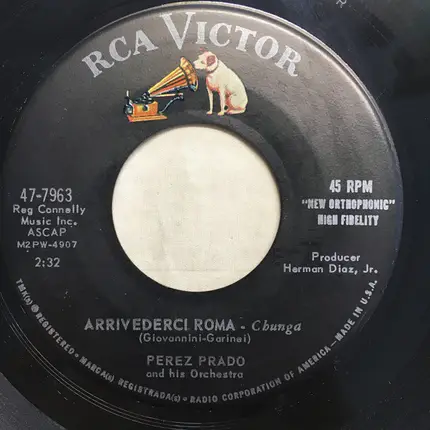 RCA VICTOR
47-7963
Reg Connelly
Music Inc.
ASCAP
M2PW-4907
2:32
45 RPM
"NEW ORTHOPHONIC"
HIGH FIDELITY
Producer
Herman Diaz, Jr.
ARRIVEDERCI ROMA - Chunga
(Giovannini-Garinei)
PEREZ PRADO
and his Orchestra
TMK(s) ® REGISTERED • MARCA(s) REGISTRADA(s) • RADIO CORPORATION OF AMERICA — MADE IN U.S.A.